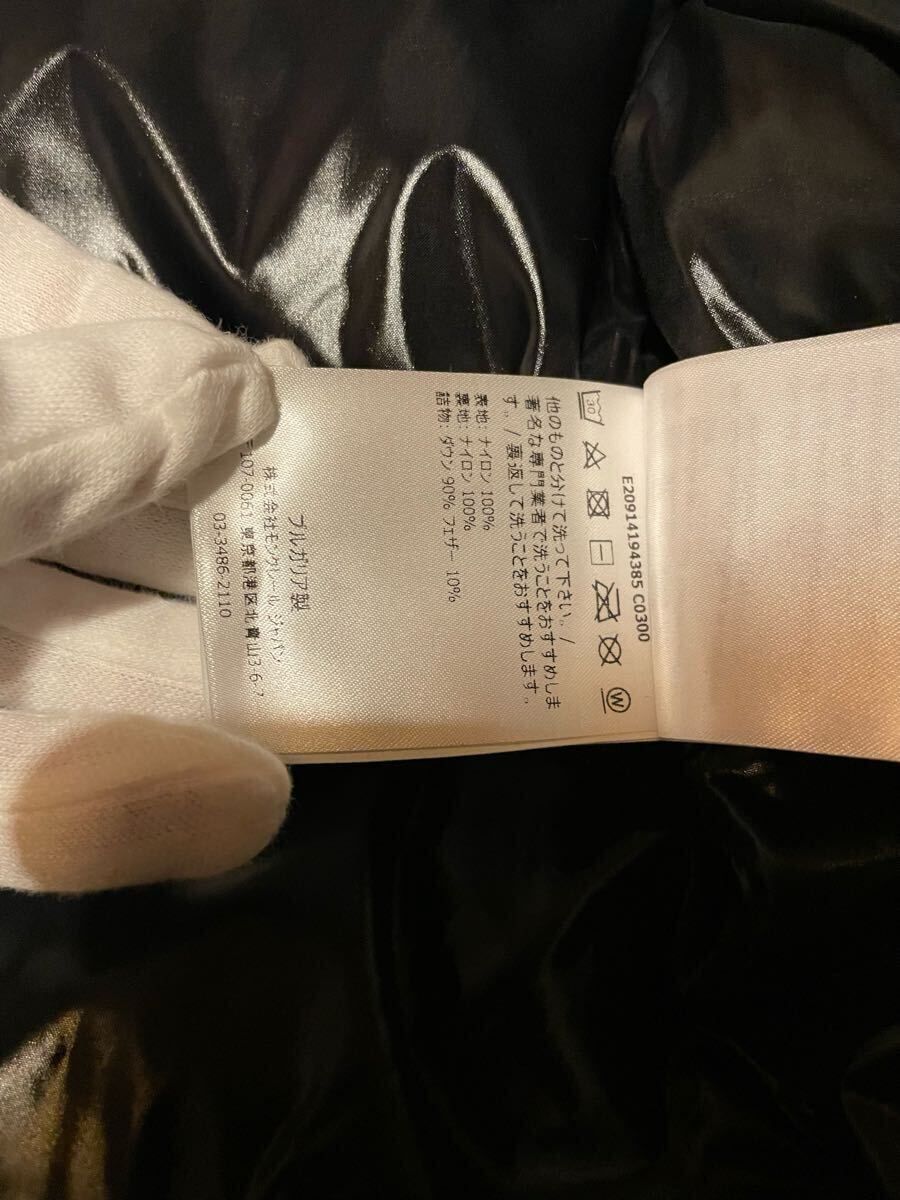 E20914194385 C0300
30
W
他のものと分けて洗って下さい。/
著名な専門業者で洗うことをおすすめしま
す。/ 裏返して洗うことをおすすめします。
表地: ナイロン 100%
裏地: ナイロン 100%
詰物: ダウン 90% フェザー 10%
ブルガリア製
株式会社モンクレール ジャパン
〒107-0061 東京都港区北青山3-6-7
03-3486-2110